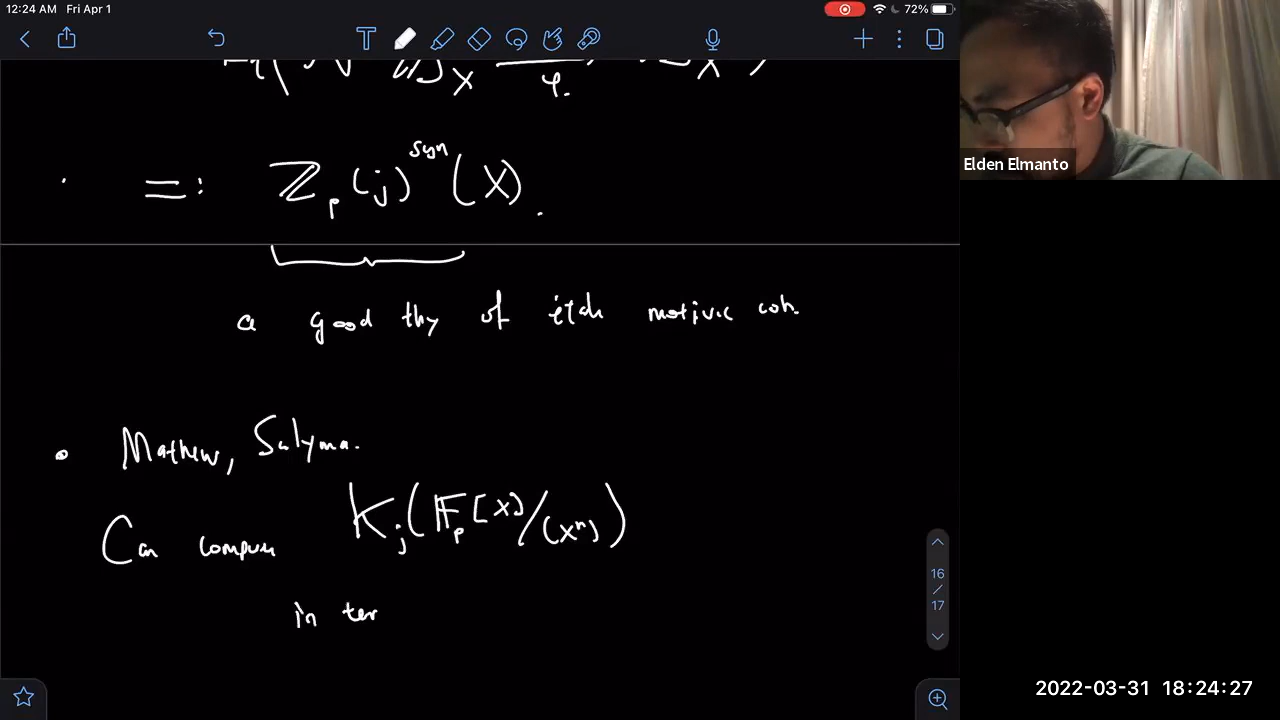 12:24 AM Fri Apr 1
72%
Elden Elmanto
=: ℤ_p(j)^{syn}(X).
a good thy of étale motivic coh.
• Mathew, Sulyma.
Can compute K_j(𝔽_p[X]/(X^n))
in ter
16
/
17
2022-03-31 18:24:27